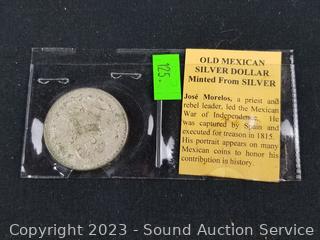 125.
OLD MEXICAN
SILVER DOLLAR
Minted From SILVER
José Morelos, a priest and
rebel leader, led the Mexican
War of Independence. He
was captured by Spain and
executed for treason in 1815.
His portrait appears on many
Mexican coins to honor his
contribution in history.
Copyright 2023 - Sound Auction Service